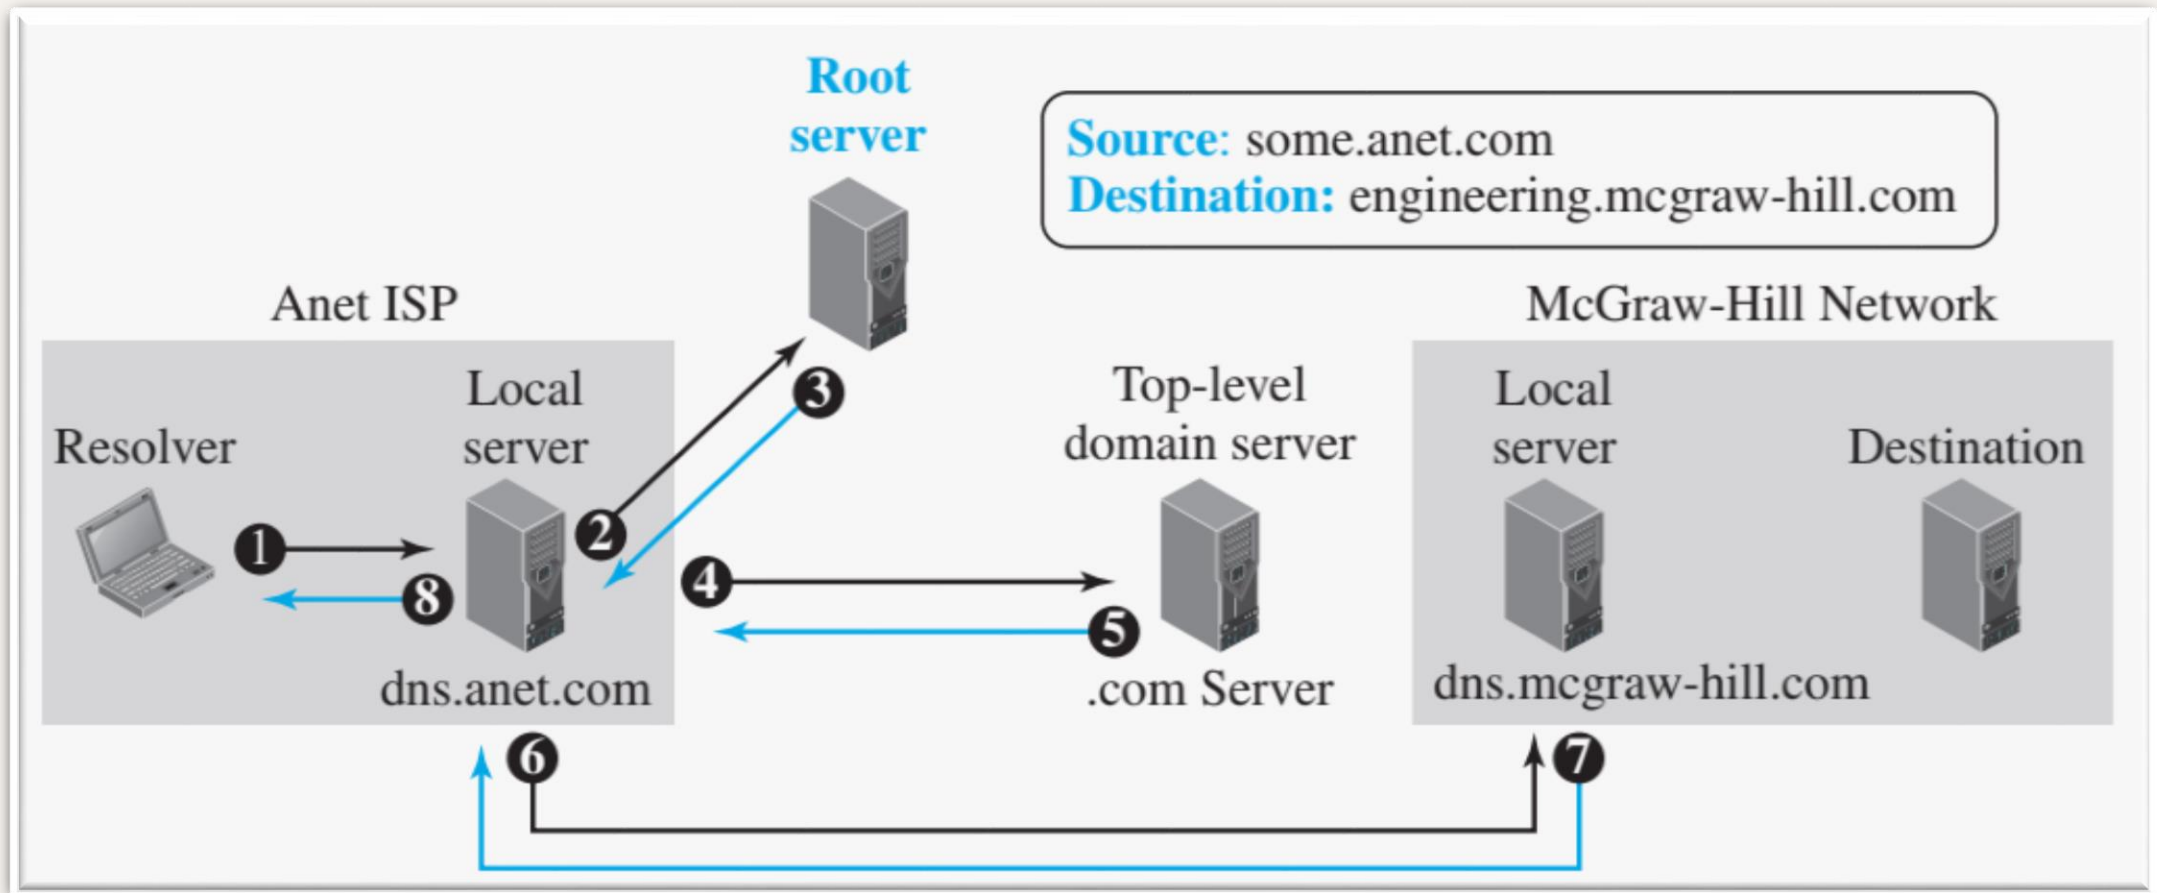 Root
server
Source: some.anet.com
Destination: engineering.mcgraw-hill.com
Anet ISP
McGraw-Hill Network
Resolver
Local
server
Top-level
domain server
Local
server
Destination
1
2
3
4
5
6
7
8
dns.anet.com
.com Server
dns.mcgraw-hill.com